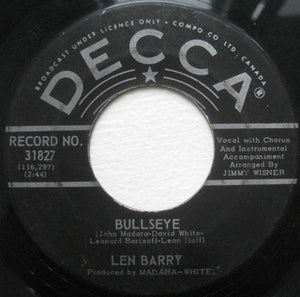 BROADCAST UNDER LICENCE ONLY • COMPO CO. LTD., CANADA
DECCA®
RECORD NO.
31827
(116,297)
(2:44)
Vocal with Chorus
And Instrumental
Accompaniment
Arranged By
JIMMY WISNER
BULLSEYE
(John Madara-David White-
Leonard Borisoff-Leon Huff)
LEN BARRY
Produced by MADARA-WHITE